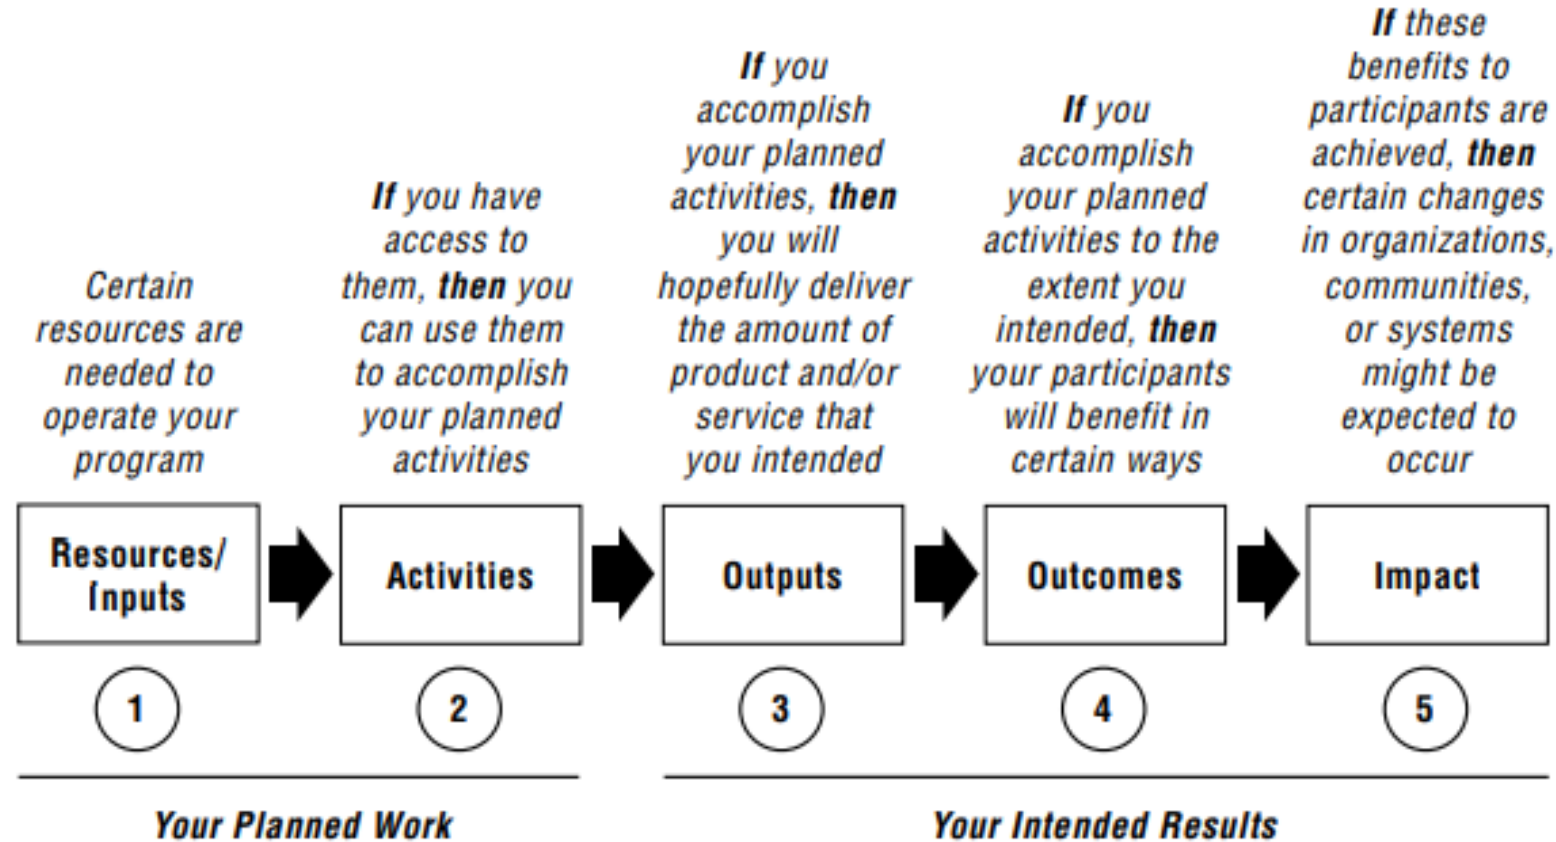 Certain
resources are
needed to
operate your
program
If you have
access to
them, then you
can use them
to accomplish
your planned
activities
If you
accomplish
your planned
activities, then
you will
hopefully deliver
the amount of
product and/or
service that
you intended
If you
accomplish
your planned
activities to the
extent you
intended, then
your participants
will benefit in
certain ways
If these
benefits to
participants are
achieved, then
certain changes
in organizations,
communities,
or systems
might be
expected to
occur
Resources/
Inputs
Activities
Outputs
Outcomes
Impact
1
2
3
4
5
Your Planned Work
Your Intended Results